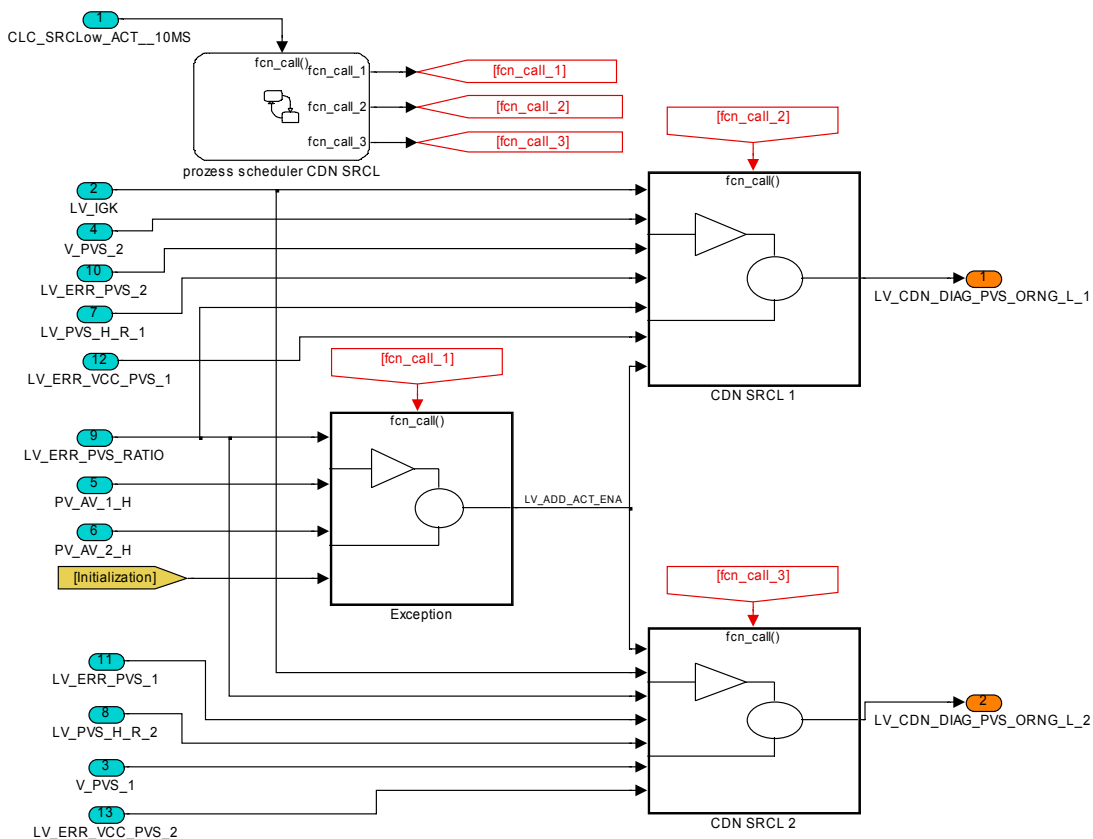 1
CLC_SRCLow_ACT__10MS
fcn_call()
fcn_call_1
[fcn_call_1]
fcn_call_2
[fcn_call_2]
fcn_call_3
[fcn_call_3]
prozess scheduler CDN SRCL
[fcn_call_2]
fcn_call()
2
LV_IGK
4
V_PVS_2
10
LV_ERR_PVS_2
7
LV_PVS_H_R_1
12
LV_ERR_VCC_PVS_1
1
LV_CDN_DIAG_PVS_ORNG_L_1
CDN SRCL 1
[fcn_call_1]
fcn_call()
9
LV_ERR_PVS_RATIO
5
PV_AV_1_H
6
PV_AV_2_H
[Initialization]
LV_ADD_ACT_ENA
Exception
[fcn_call_3]
fcn_call()
11
LV_ERR_PVS_1
8
LV_PVS_H_R_2
3
V_PVS_1
13
LV_ERR_VCC_PVS_2
2
LV_CDN_DIAG_PVS_ORNG_L_2
CDN SRCL 2